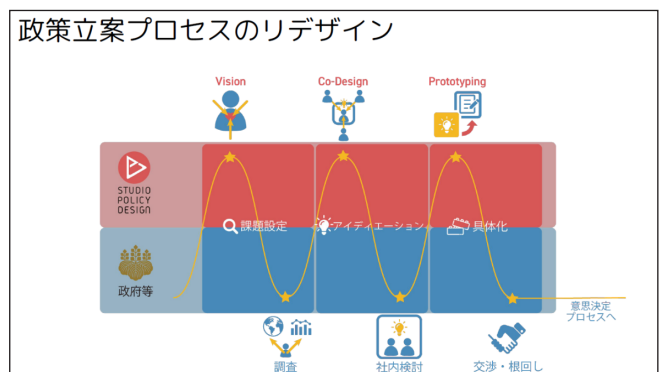 政策立案プロセスのリデザイン
Vision
Co-Design
Prototyping
STUDIO
POLICY
DESIGN
課題設定
アイディエーション
具体化
政府等
意思決定
プロセスへ
調査
社内検討
交渉・根回し